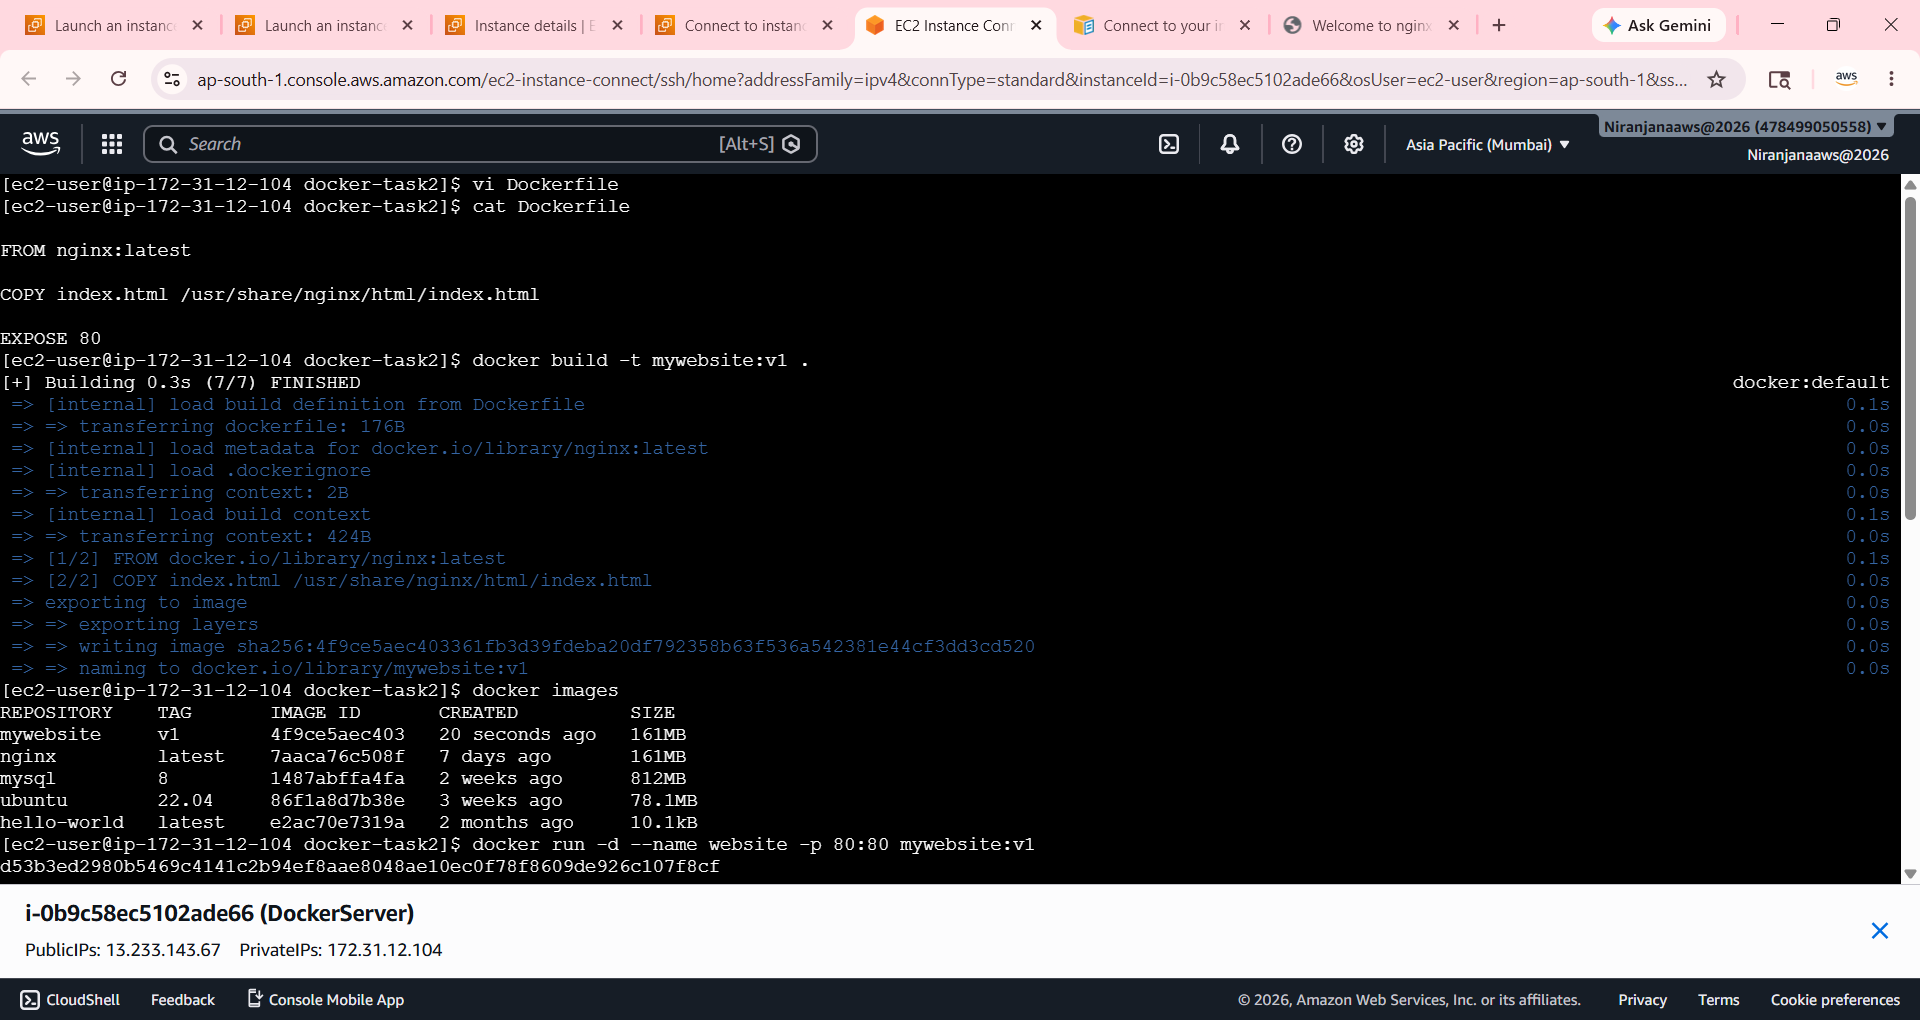 Launch an instanc
Launch an instanc
Instance details | E
Connect to instanc
EC2 Instance Conn
Connect to your in
Welcome to nginx
Ask Gemini
ap-south-1.console.aws.amazon.com/ec2-instance-connect/ssh/home?addressFamily=ipv4&connType=standard&instanceId=i-0b9c58ec5102ade66&osUser=ec2-user&region=ap-south-1&ss...
aws
aws
Search
[Alt+S]
Asia Pacific (Mumbai)
Niranjanaaws@2026 (478499050558)
Niranjanaaws@2026
[ec2-user@ip-172-31-12-104 docker-task2]$ vi Dockerfile
[ec2-user@ip-172-31-12-104 docker-task2]$ cat Dockerfile
FROM nginx:latest
COPY index.html /usr/share/nginx/html/index.html
EXPOSE 80
[ec2-user@ip-172-31-12-104 docker-task2]$ docker build -t mywebsite:v1 .
[+] Building 0.3s (7/7) FINISHED docker:default
=> [internal] load build definition from Dockerfile 0.1s
=> => transferring dockerfile: 176B 0.0s
=> [internal] load metadata for docker.io/library/nginx:latest 0.0s
=> [internal] load .dockerignore 0.0s
=> => transferring context: 2B 0.0s
=> [internal] load build context 0.1s
=> => transferring context: 424B 0.0s
=> [1/2] FROM docker.io/library/nginx:latest 0.1s
=> [2/2] COPY index.html /usr/share/nginx/html/index.html 0.0s
=> exporting to image 0.0s
=> => exporting layers 0.0s
=> => writing image sha256:4f9ce5aec403361fb3d39fdeba20df792358b63f536a542381e44cf3dd3cd520 0.0s
=> => naming to docker.io/library/mywebsite:v1 0.0s
[ec2-user@ip-172-31-12-104 docker-task2]$ docker images
REPOSITORY TAG IMAGE ID CREATED SIZE
mywebsite v1 4f9ce5aec403 20 seconds ago 161MB
nginx latest 7aaca76c508f 7 days ago 161MB
mysql 8 1487abffa4fa 2 weeks ago 812MB
ubuntu 22.04 86f1a8d7b38e 3 weeks ago 78.1MB
hello-world latest e2ac70e7319a 2 months ago 10.1kB
[ec2-user@ip-172-31-12-104 docker-task2]$ docker run -d --name website -p 80:80 mywebsite:v1
d53b3ed2980b5469c4141c2b94ef8aae8048ae10ec0f78f8609de926c107f8cf
i-0b9c58ec5102ade66 (DockerServer)
PublicIPs: 13.233.143.67 PrivateIPs: 172.31.12.104
CloudShell
Feedback
Console Mobile App
© 2026, Amazon Web Services, Inc. or its affiliates.
Privacy
Terms
Cookie preferences